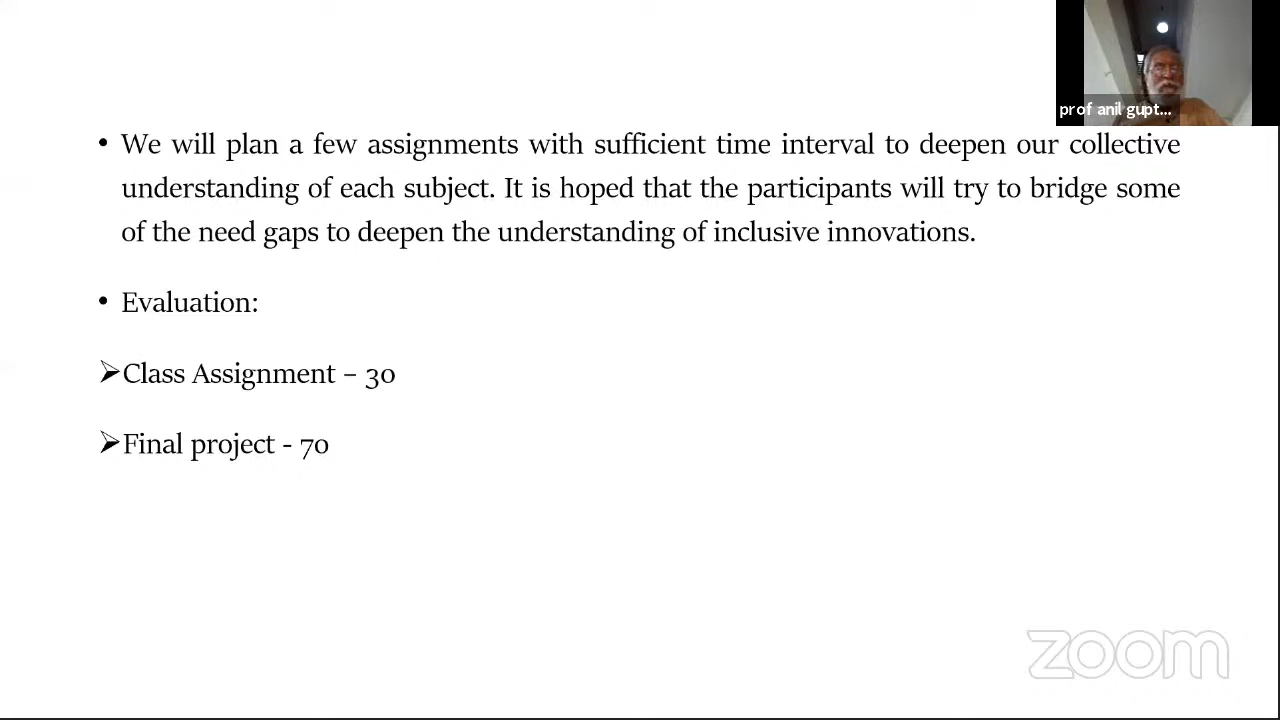 prof anil gupt...
• We will plan a few assignments with sufficient time interval to deepen our collective
understanding of each subject. It is hoped that the participants will try to bridge some
of the need gaps to deepen the understanding of inclusive innovations.
• Evaluation:
➢Class Assignment – 30
➢Final project - 70
zoom